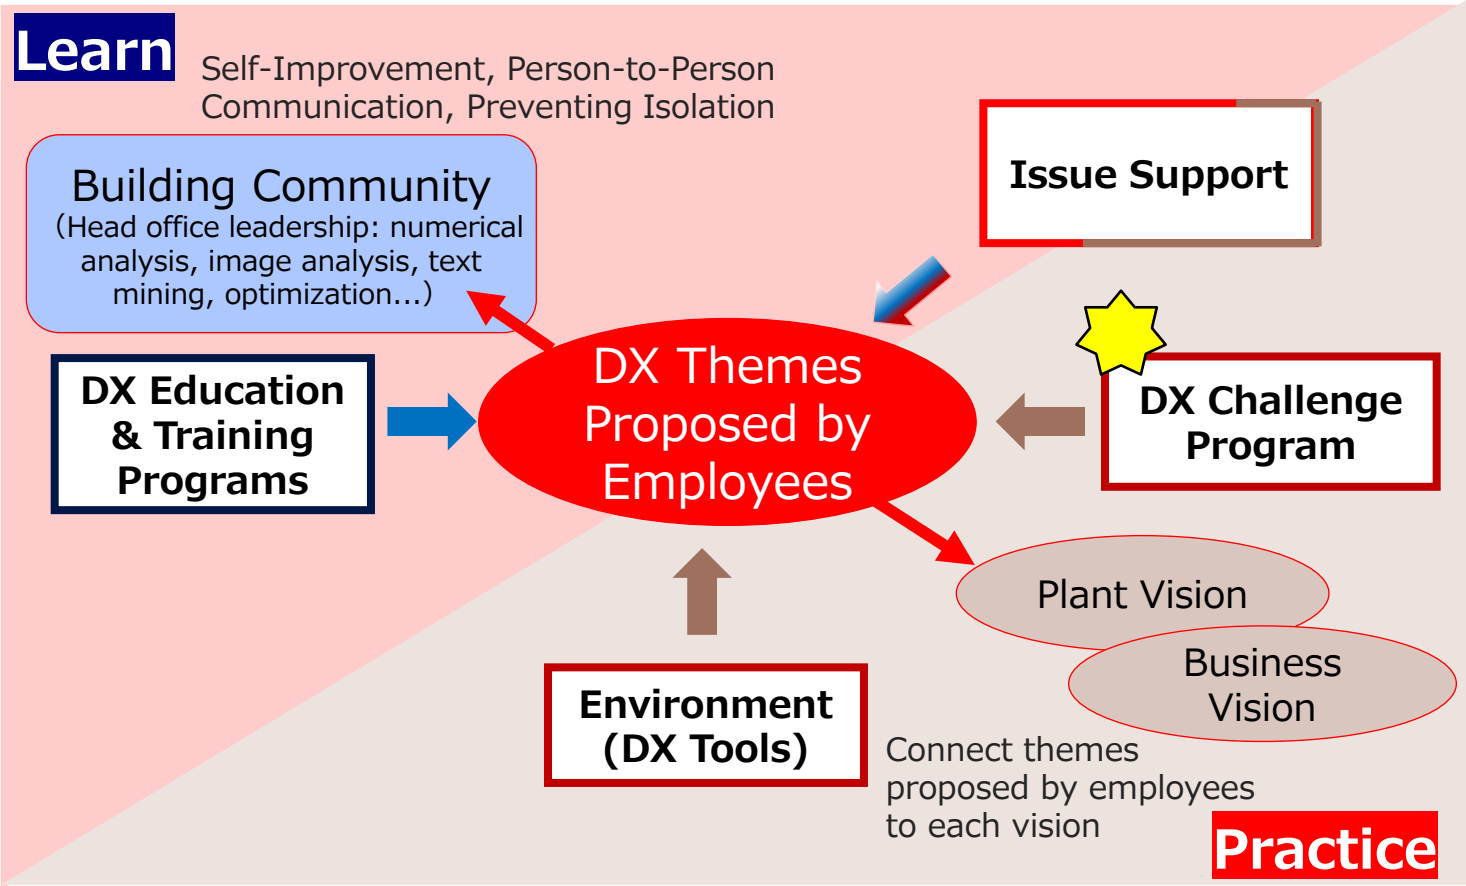 Learn
Self-Improvement, Person-to-Person
Communication, Preventing Isolation
Building Community
（Head office leadership: numerical
analysis, image analysis, text
mining, optimization...）
Issue Support
DX Education
& Training
Programs
DX Themes
Proposed by
Employees
DX Challenge
Program
Plant Vision
Business
Vision
Environment
(DX Tools)
Connect themes
proposed by employees
to each vision
Practice